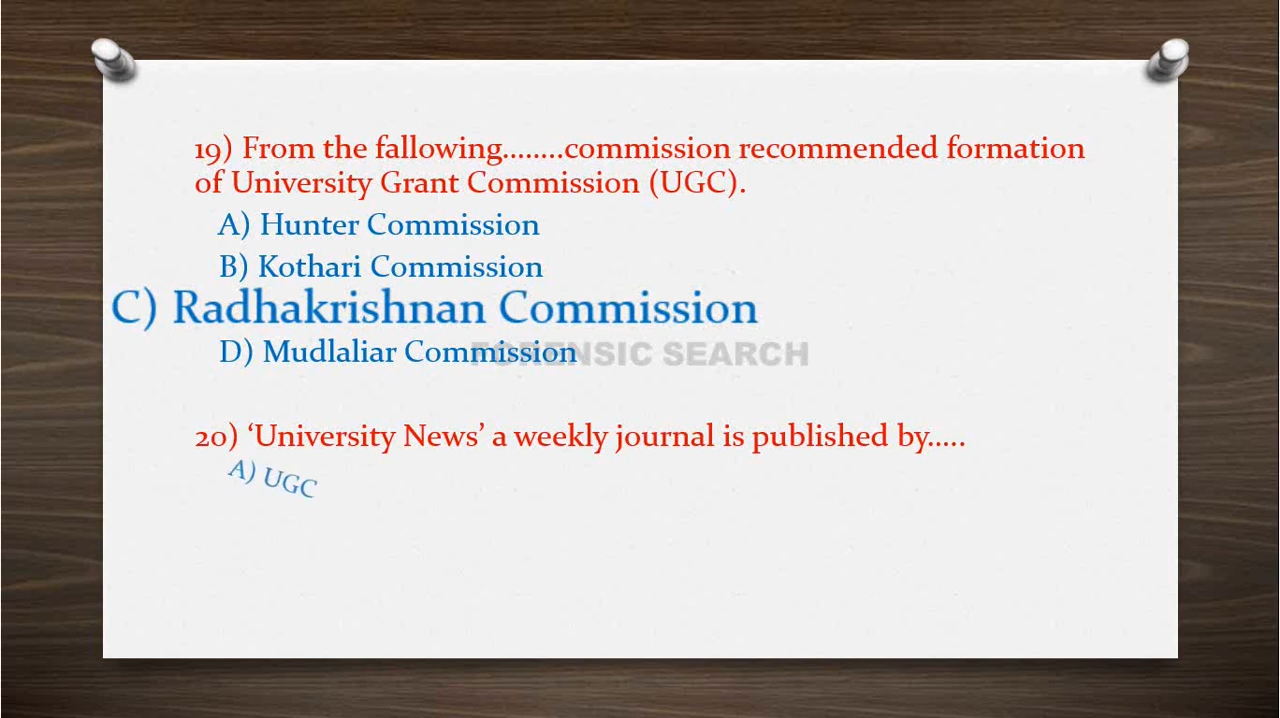 19) From the fallowing........commission recommended formation
of University Grant Commission (UGC).
A) Hunter Commission
B) Kothari Commission
C) Radhakrishnan Commission
D) Mudlaliar Commission
FORENSIC SEARCH
20) ‘University News’ a weekly journal is published by.....
A) UGC